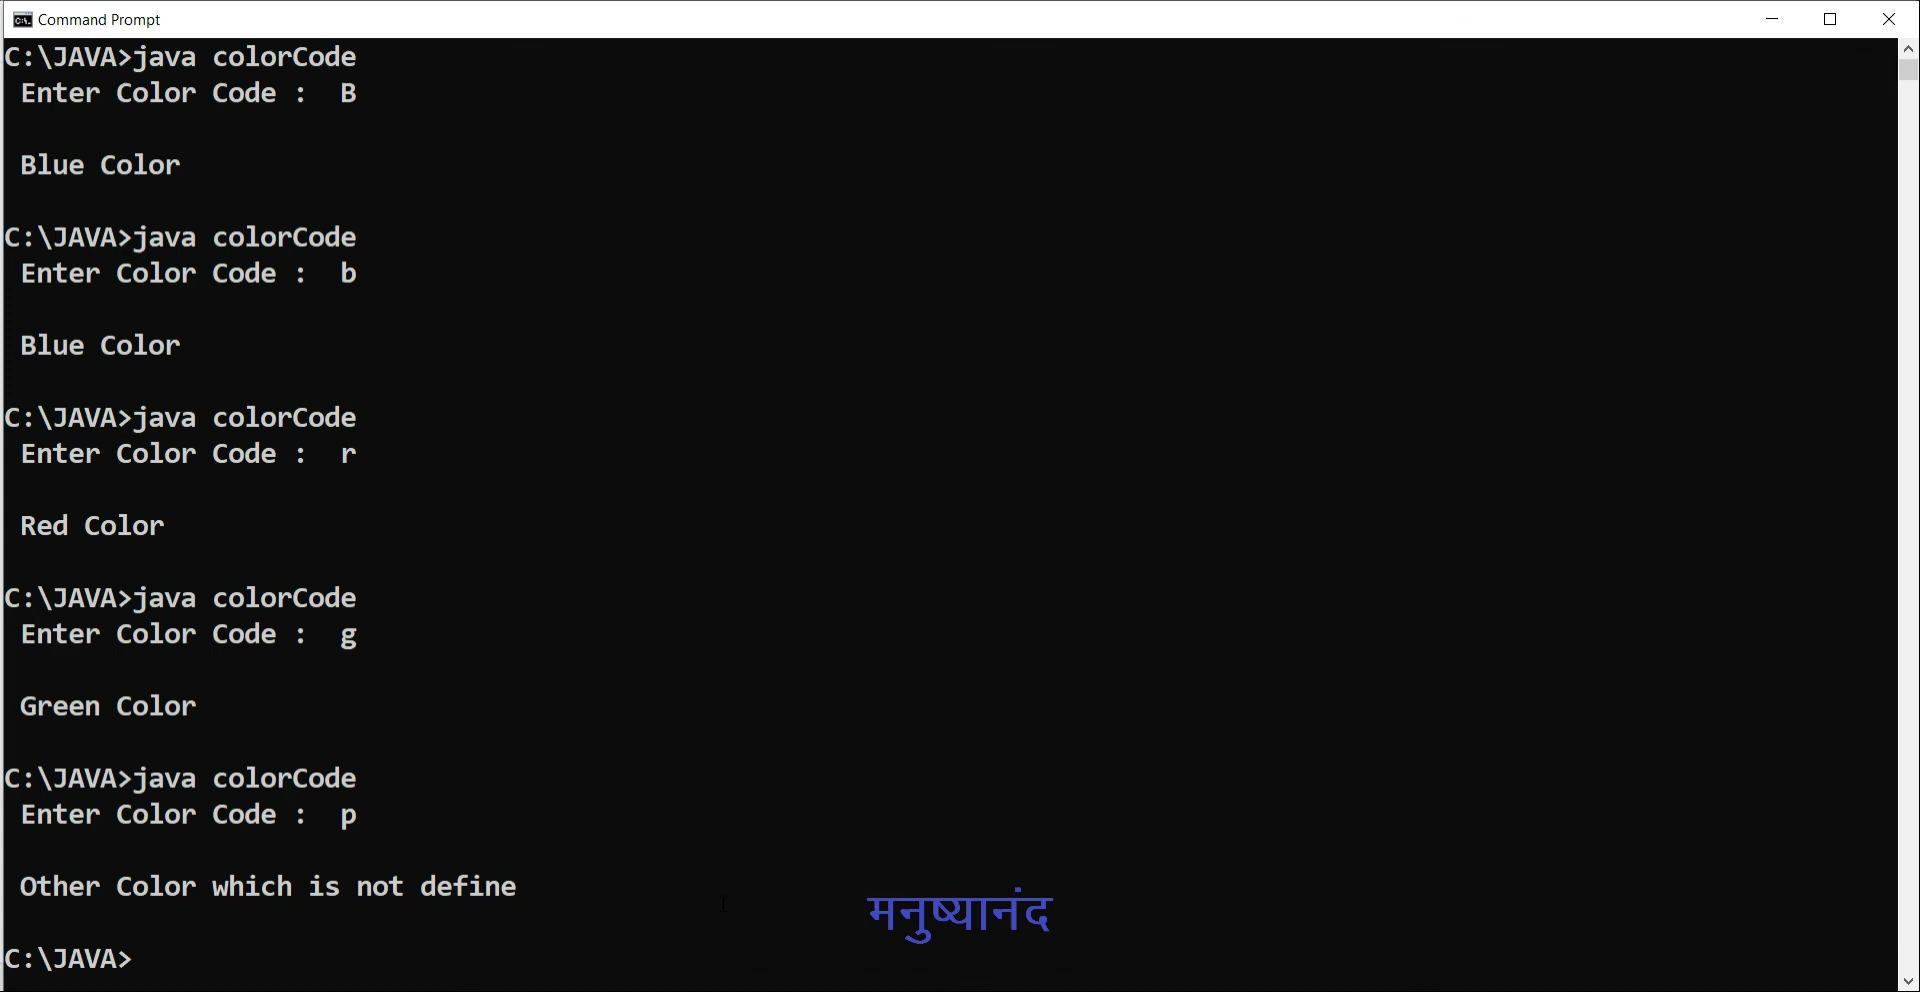 Command Prompt
C:\JAVA>java colorCode
Enter Color Code :  B
Blue Color
C:\JAVA>java colorCode
Enter Color Code :  b
Blue Color
C:\JAVA>java colorCode
Enter Color Code :  r
Red Color
C:\JAVA>java colorCode
Enter Color Code :  g
Green Color
C:\JAVA>java colorCode
Enter Color Code :  p
Other Color which is not define
मनुष्यानंद
C:\JAVA>